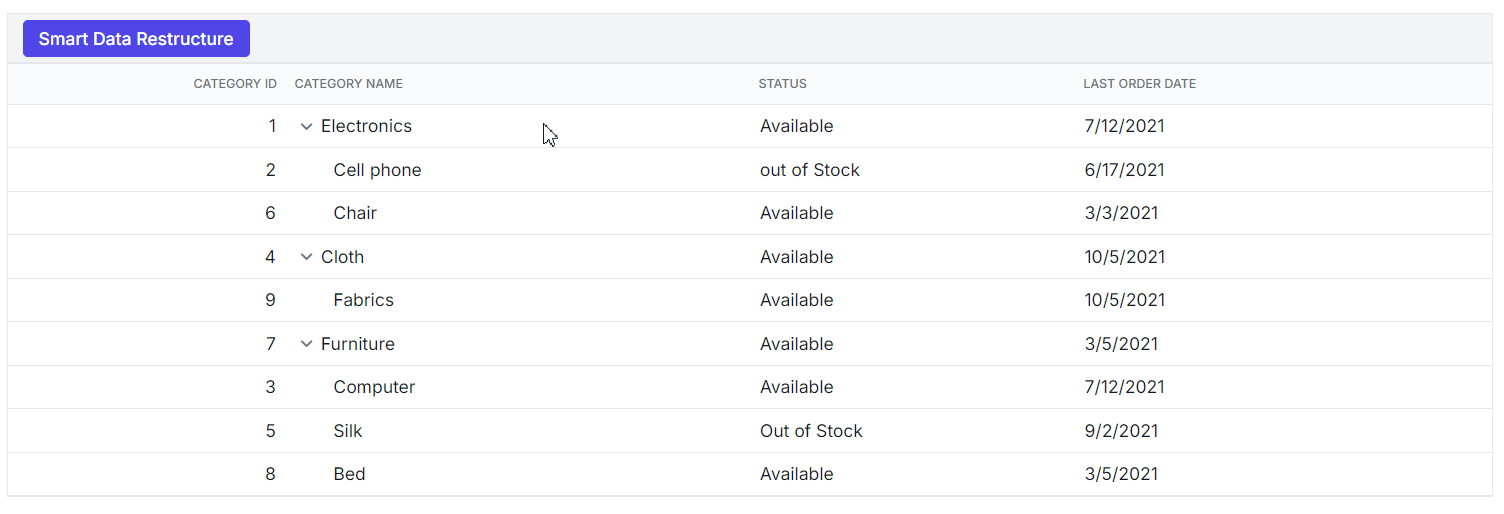 Smart Data Restructure
CATEGORY ID CATEGORY NAME STATUS LAST ORDER DATE
1 Electronics Available 7/12/2021
2 Cell phone out of Stock 6/17/2021
6 Chair Available 3/3/2021
4 Cloth Available 10/5/2021
9 Fabrics Available 10/5/2021
7 Furniture Available 3/5/2021
3 Computer Available 7/12/2021
5 Silk Out of Stock 9/2/2021
8 Bed Available 3/5/2021